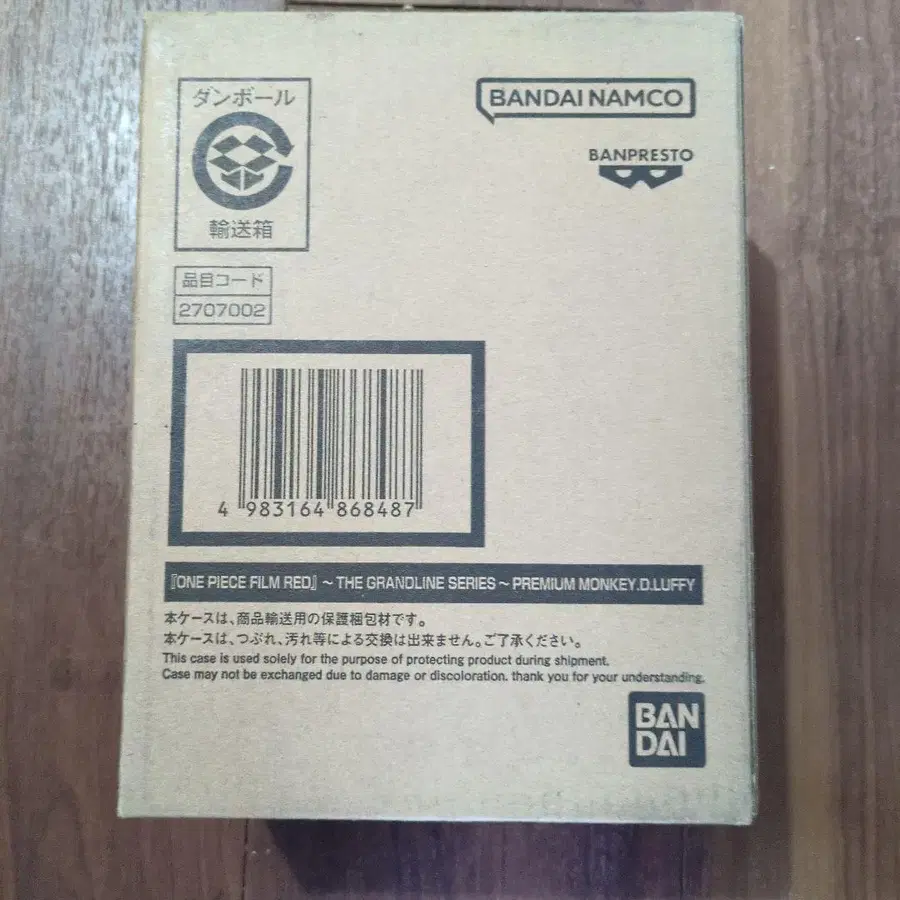 ダンボール
輸送箱
BANDAI NAMCO
BANPRESTO
品目コード
2707002
4 983164 868487
『ONE PIECE FILM RED』～THE GRANDLINE SERIES～PREMIUM MONKEY.D.LUFFY
本ケースは、商品輸送用の保護梱包材です。
本ケースは、つぶれ、汚れ等による交換は出来ません。ご了承ください。
This case is used solely for the purpose of protecting product during shipment.
Case may not be exchanged due to damage or discoloration. thank you for your understanding.
BAN
DAI